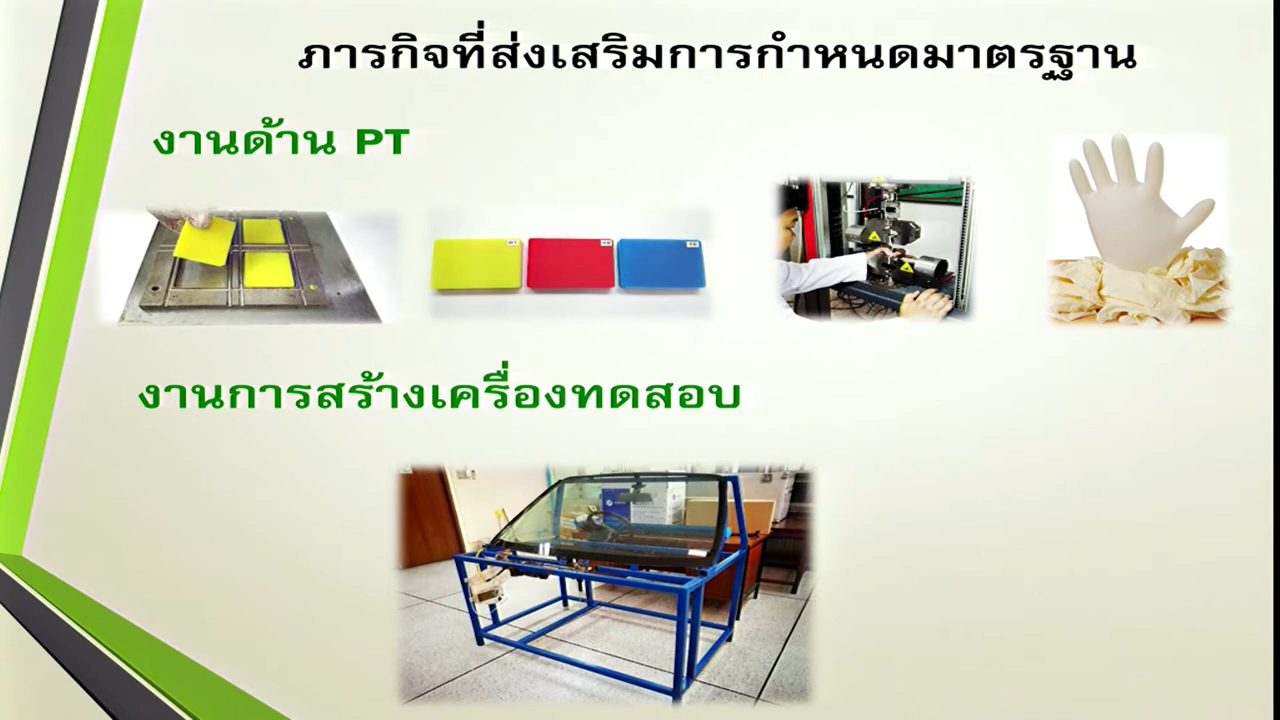 ภารกิจที่ส่งเสริมการกำหนดมาตรฐาน
งานด้าน PT
งานการสร้างเครื่องทดสอบ